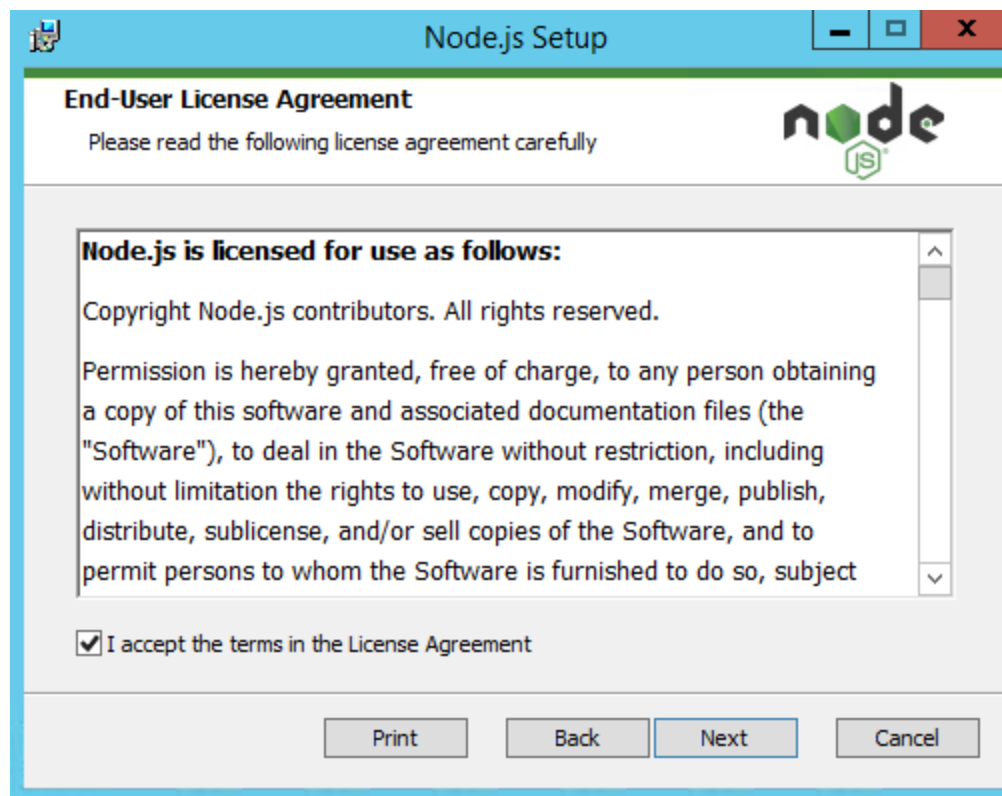 Node.js Setup
End-User License Agreement
Please read the following license agreement carefully
node
JS
Node.js is licensed for use as follows:
Copyright Node.js contributors. All rights reserved.
Permission is hereby granted, free of charge, to any person obtaining
a copy of this software and associated documentation files (the
"Software"), to deal in the Software without restriction, including
without limitation the rights to use, copy, modify, merge, publish,
distribute, sublicense, and/or sell copies of the Software, and to
permit persons to whom the Software is furnished to do so, subject
I accept the terms in the License Agreement
Print Back Next Cancel